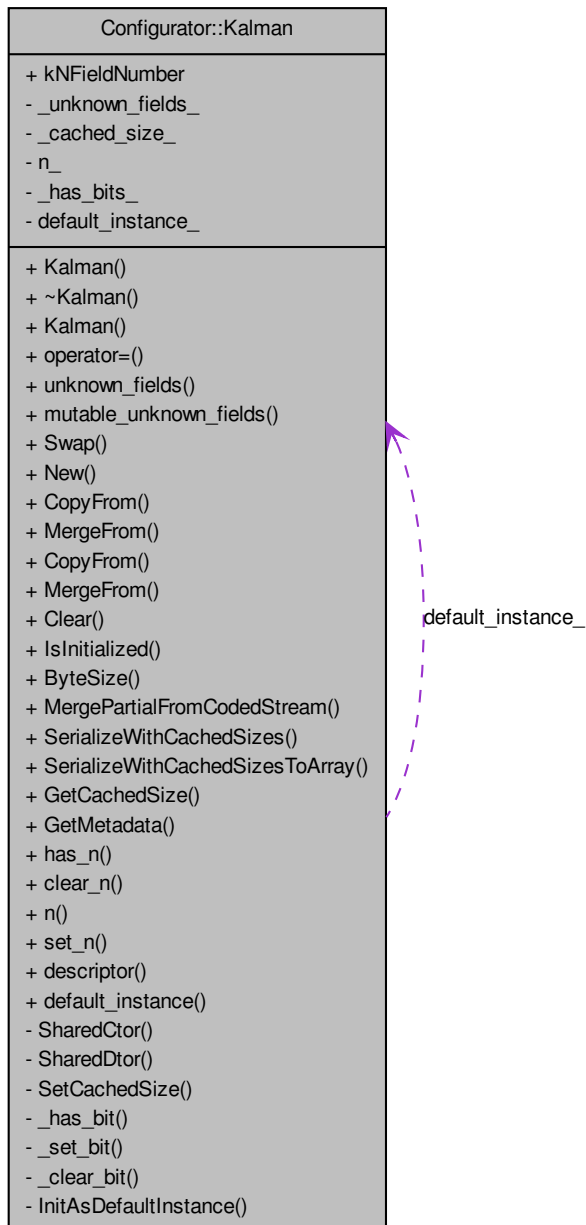 Configurator::Kalman
+ kNFieldNumber
- _unknown_fields_
- _cached_size_
- n_
- _has_bits_
- default_instance_
+ Kalman()
+ ~Kalman()
+ Kalman()
+ operator=()
+ unknown_fields()
+ mutable_unknown_fields()
+ Swap()
+ New()
+ CopyFrom()
+ MergeFrom()
+ CopyFrom()
+ MergeFrom()
+ Clear()
+ IsInitialized()
+ ByteSize()
+ MergePartialFromCodedStream()
+ SerializeWithCachedSizes()
+ SerializeWithCachedSizesToArray()
+ GetCachedSize()
+ GetMetadata()
+ has_n()
+ clear_n()
+ n()
+ set_n()
+ descriptor()
+ default_instance()
- SharedCtor()
- SharedDtor()
- SetCachedSize()
- _has_bit()
- _set_bit()
- _clear_bit()
- InitAsDefaultInstance()
default_instance_